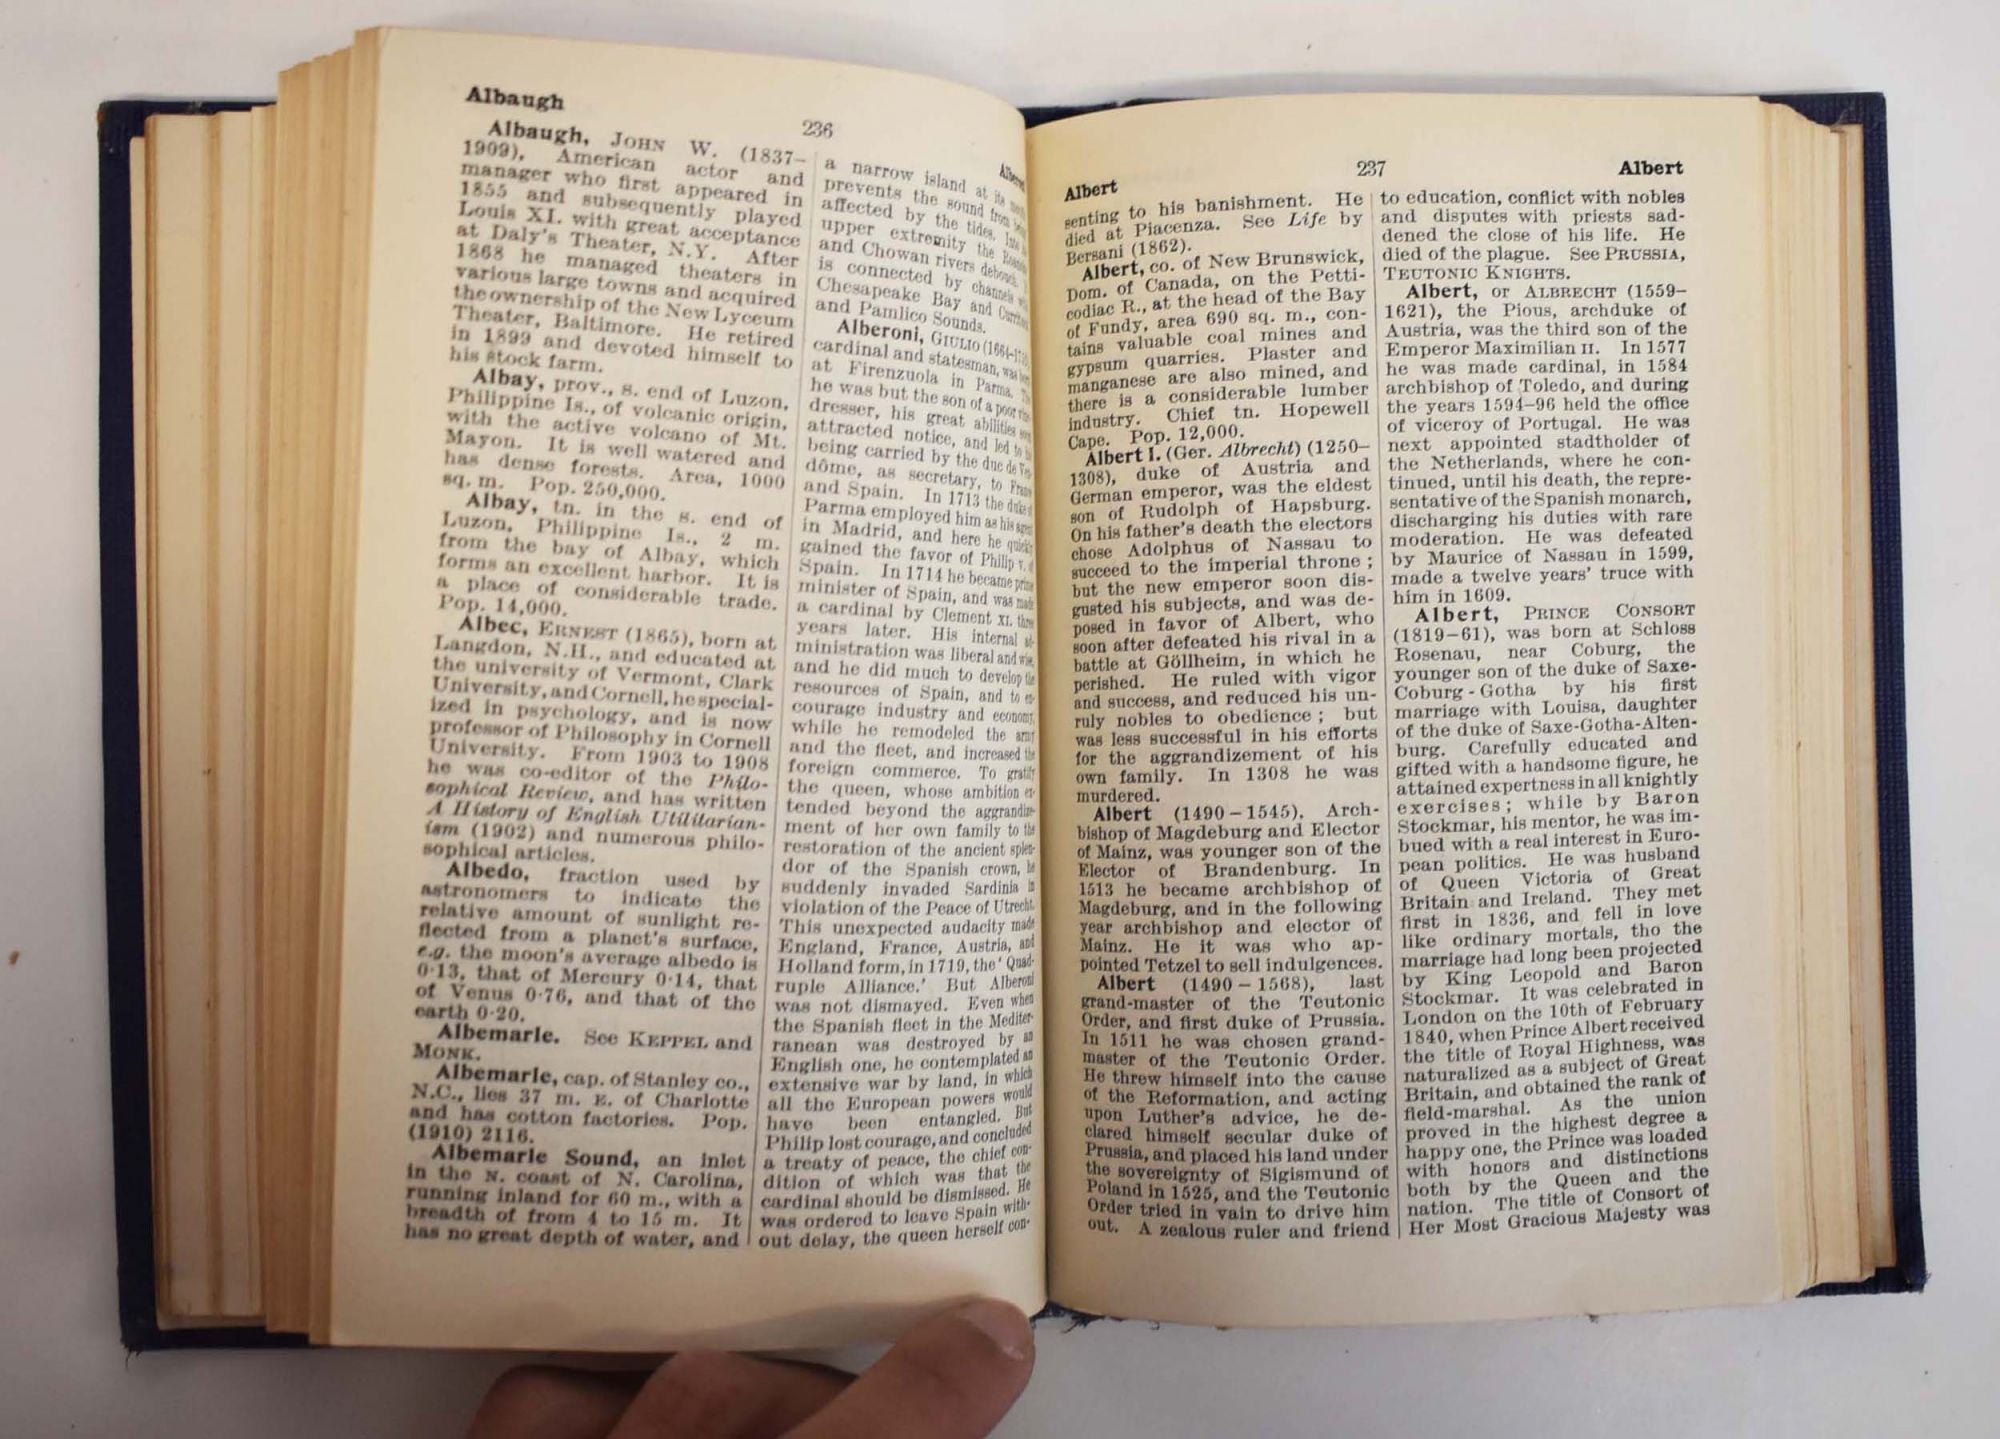 Albaugh
236
Albaugh, JOHN W. (1837–
1909), American actor and
manager who first appeared in
1855 and subsequently played
Louis XI. with great acceptance
at Daly's Theater, N.Y. After
1868 he managed theaters in
various large towns and acquired
the ownership of the New Lyceum
Theater, Baltimore. He retired
in 1899 and devoted himself to
his stock farm.
Albay, prov., s. end of Luzon,
Philippine Is., of volcanic origin,
with the active volcano of Mt.
Mayon. It is well watered and
has dense forests. Area, 1000
sq. m. Pop. 250,000.
Albay, tn. in the s. end of
Luzon, Philippine Is., 2 m.
from the bay of Albay, which
forms an excellent harbor. It is
a place of considerable trade.
Pop. 14,000.
Albec, ERNEST (1865), born at
Langdon, N.H., and educated at
the university of Vermont, Clark
University, and Cornell, he special-
ized in psychology, and is now
professor of Philosophy in Cornell
University. From 1903 to 1908
he was co-editor of the Philo-
sophical Review, and has written
A History of English Utilitarian-
ism (1902) and numerous philo-
sophical articles.
Albedo, fraction used by
astronomers to indicate the
relative amount of sunlight re-
flected from a planet's surface,
e.g. the moon's average albedo is
0·13, that of Mercury 0·14, that
of Venus 0·76, and that of the
earth 0·20.
Albemarle. See KEPPEL and
MONK.
Albemarle, cap. of Stanley co.,
N.C., lies 37 m. E. of Charlotte
and has cotton factories. Pop.
(1910) 2116.
Albemarle Sound, an inlet
in the N. coast of N. Carolina,
running inland for 60 m., with a
breadth of from 4 to 15 m. It
has no great depth of water, and
a narrow island at its
prevents the sound from being
affected by the tides. Into its
upper extremity the Roanoke
and Chowan rivers debouch.
is connected by channels with
Chesapeake Bay and Currituck
and Pamlico Sounds.
Alberoni, GIULIO (1664–
cardinal and statesman, was born
at Firenzuola in Parma.
he was but the son of a poor vine
dresser, his great abilities soon
attracted notice, and led to his
being carried by the duc de Ven-
dôme, as secretary, to France
and Spain. In 1713 the duke of
Parma employed him as his agent
in Madrid, and here he quickly
gained the favor of Philip v. of
Spain. In 1714 he became prime
minister of Spain, and was made
a cardinal by Clement XI. three
years later. His internal ad-
ministration was liberal and wise,
and he did much to develop the
resources of Spain, and to en-
courage industry and economy,
while he remodeled the army
and the fleet, and increased the
foreign commerce. To gratify
the queen, whose ambition ex-
tended beyond the aggrandize-
ment of her own family to the
restoration of the ancient splen-
dor of the Spanish crown, he
suddenly invaded Sardinia in
violation of the Peace of Utrecht.
This unexpected audacity made
England, France, Austria, and
Holland form, in 1719, the 'Quad-
ruple Alliance.' But Alberoni
was not dismayed. Even when
the Spanish fleet in the Mediter-
ranean was destroyed by an
English one, he contemplated an
extensive war by land, in which
all the European powers would
have been entangled. But
Philip lost courage, and concluded
a treaty of peace, the chief con-
dition of which was that the
cardinal should be dismissed. He
was ordered to leave Spain with-
out delay, the queen herself con-
Albert
237
Albert
senting to his banishment. He
died at Piacenza. See Life by
Bersani (1862).
Albert, co. of New Brunswick,
Dom. of Canada, on the Petti-
codiac R., at the head of the Bay
of Fundy, area 690 sq. m., con-
tains valuable coal mines and
gypsum quarries. Plaster and
manganese are also mined, and
there is a considerable lumber
industry. Chief tn. Hopewell
Cape. Pop. 12,000.
Albert I. (Ger. Albrecht) (1250–
1308), duke of Austria and
German emperor, was the eldest
son of Rudolph of Hapsburg.
On his father's death the electors
chose Adolphus of Nassau to
succeed to the imperial throne;
but the new emperor soon dis-
gusted his subjects, and was de-
posed in favor of Albert, who
soon after defeated his rival in a
battle at Göllheim, in which he
perished. He ruled with vigor
and success, and reduced his un-
ruly nobles to obedience; but
was less successful in his efforts
for the aggrandizement of his
own family. In 1308 he was
murdered.
Albert (1490–1545), Arch-
bishop of Magdeburg and Elector
of Mainz, was younger son of the
Elector of Brandenburg. In
1513 he became archbishop of
Magdeburg, and in the following
year archbishop and elector of
Mainz. He it was who ap-
pointed Tetzel to sell indulgences.
Albert (1490–1568), last
grand-master of the Teutonic
Order, and first duke of Prussia.
In 1511 he was chosen grand-
master of the Teutonic Order.
He threw himself into the cause
of the Reformation, and acting
upon Luther's advice, he de-
clared himself secular duke of
Prussia, and placed his land under
the sovereignty of Sigismund of
Poland in 1525, and the Teutonic
Order tried in vain to drive him
out. A zealous ruler and friend
to education, conflict with nobles
and disputes with priests sad-
dened the close of his life. He
died of the plague. See PRUSSIA,
TEUTONIC KNIGHTS.
Albert, OR ALBRECHT (1559–
1621), the Pious, archduke of
Austria, was the third son of the
Emperor Maximilian II. In 1577
he was made cardinal, in 1584
archbishop of Toledo, and during
the years 1594–96 held the office
of viceroy of Portugal. He was
next appointed stadtholder of
the Netherlands, where he con-
tinued, until his death, the repre-
sentative of the Spanish monarch,
discharging his duties with rare
moderation. He was defeated
by Maurice of Nassau in 1599,
made a twelve years' truce with
him in 1609.
Albert, PRINCE CONSORT
(1819–61), was born at Schloss
Rosenau, near Coburg, the
younger son of the duke of Saxe-
Coburg-Gotha by his first
marriage with Louisa, daughter
of the duke of Saxe-Gotha-Alten-
burg. Carefully educated and
gifted with a handsome figure, he
attained expertness in all knightly
exercises; while by Baron
Stockmar, his mentor, he was im-
bued with a real interest in Euro-
pean politics. He was husband
of Queen Victoria of Great
Britain and Ireland. They met
first in 1836, and fell in love
like ordinary mortals, tho the
marriage had long been projected
by King Leopold and Baron
Stockmar. It was celebrated in
London on the 10th of February
1840, when Prince Albert received
the title of Royal Highness, was
naturalized as a subject of Great
Britain, and obtained the rank of
field-marshal. As the union
proved in the highest degree a
happy one, the Prince was loaded
with honors and distinctions
both by the Queen and the
nation. The title of Consort of
Her Most Gracious Majesty was